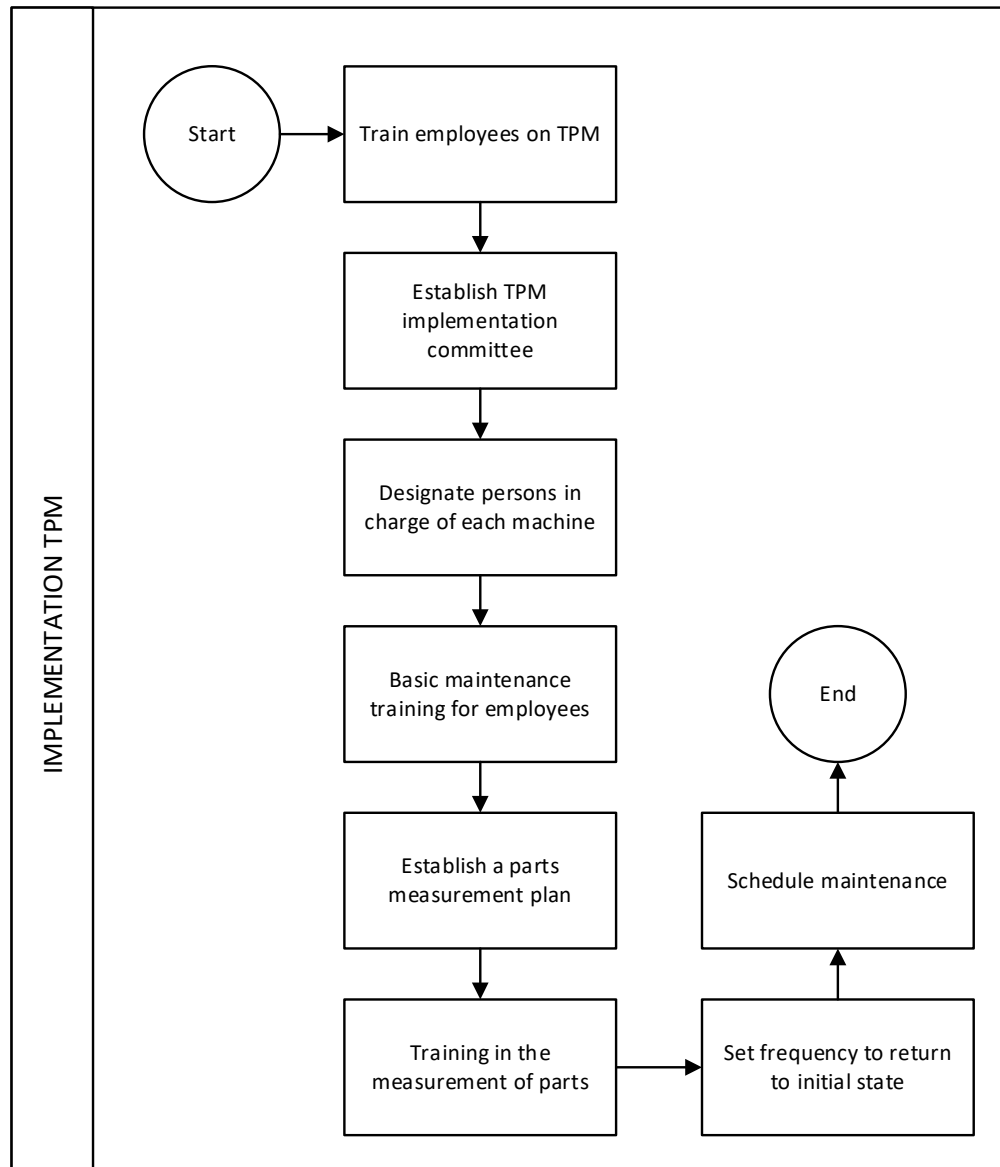 IMPLEMENTATION TPM
Start
Train employees on TPM
Establish TPM
implementation
committee
Designate persons in
charge of each machine
Basic maintenance
training for employees
Establish a parts
measurement plan
Training in the
measurement of parts
Set frequency to return
to initial state
Schedule maintenance
End